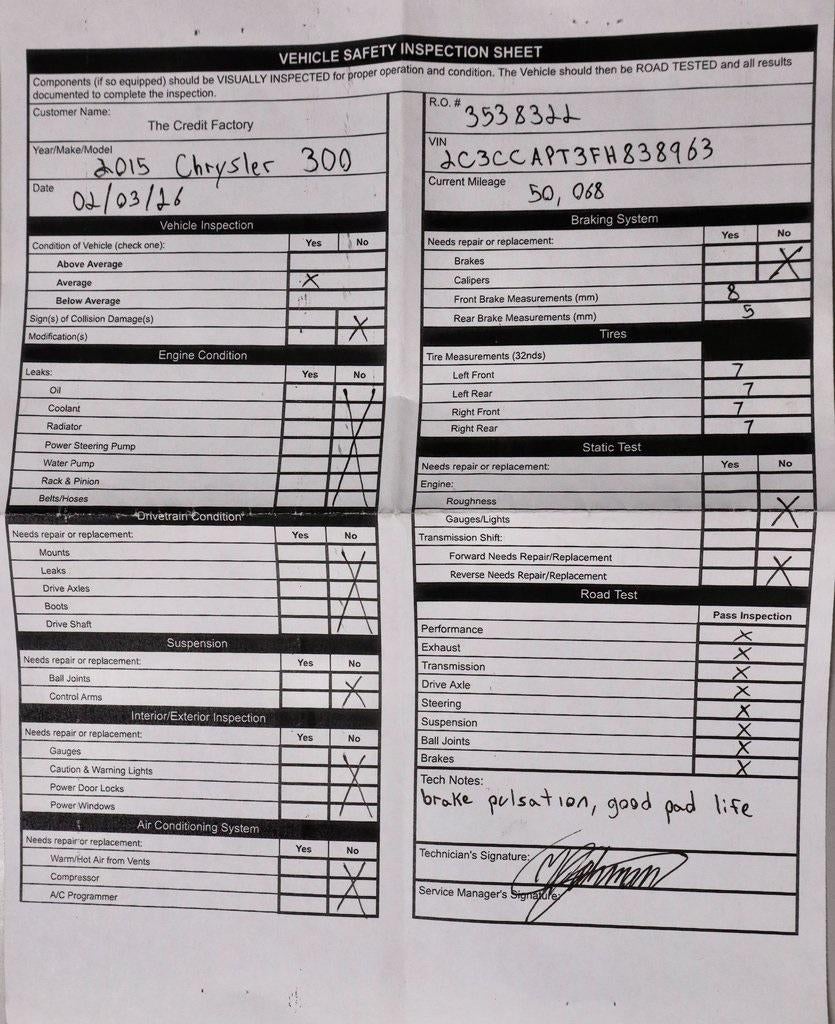 VEHICLE SAFETY INSPECTION SHEET
Components (if so equipped) should be VISUALLY INSPECTED for proper operation and condition. The Vehicle should then be ROAD TESTED and all results
documented to complete the inspection.
Customer Name:
The Credit Factory
Year/Make/Model
2015 Chrysler 300
Date
02/03/26
Vehicle Inspection
Condition of Vehicle (check one): Yes No
Above Average
Average X
Below Average
Sign(s) of Collision Damage(s)
Modification(s) X
Engine Condition
Leaks: Yes No
Oil
Coolant
Radiator
Power Steering Pump X
Water Pump
Rack & Pinion
Belts/Hoses
Drivetrain Condition
Needs repair or replacement: Yes No
Mounts
Leaks
Drive Axles X
Boots
Drive Shaft
Suspension
Needs repair or replacement: Yes No
Ball Joints
Control Arms X
Interior/Exterior Inspection
Needs repair or replacement: Yes No
Gauges
Caution & Warning Lights X
Power Door Locks
Power Windows
Air Conditioning System
Needs repair or replacement: Yes No
Warm/Hot Air from Vents
Compressor X
A/C Programmer
R.O. # 3538322
VIN
2C3CCAPT3FH838963
Current Mileage 50,068
Braking System
Needs repair or replacement: Yes No
Brakes X
Calipers
Front Brake Measurements (mm) 8
Rear Brake Measurements (mm) 5
Tires
Tire Measurements (32nds)
Left Front 7
Left Rear 7
Right Front 7
Right Rear 7
Static Test
Needs repair or replacement: Yes No
Engine:
Roughness X
Gauges/Lights
Transmission Shift:
Forward Needs Repair/Replacement X
Reverse Needs Repair/Replacement
Road Test
Pass Inspection
Performance X
Exhaust X
Transmission X
Drive Axle X
Steering X
Suspension X
Ball Joints X
Brakes X
Tech Notes:
brake pulsation, good pad life
Technician's Signature:
Service Manager's Signature: